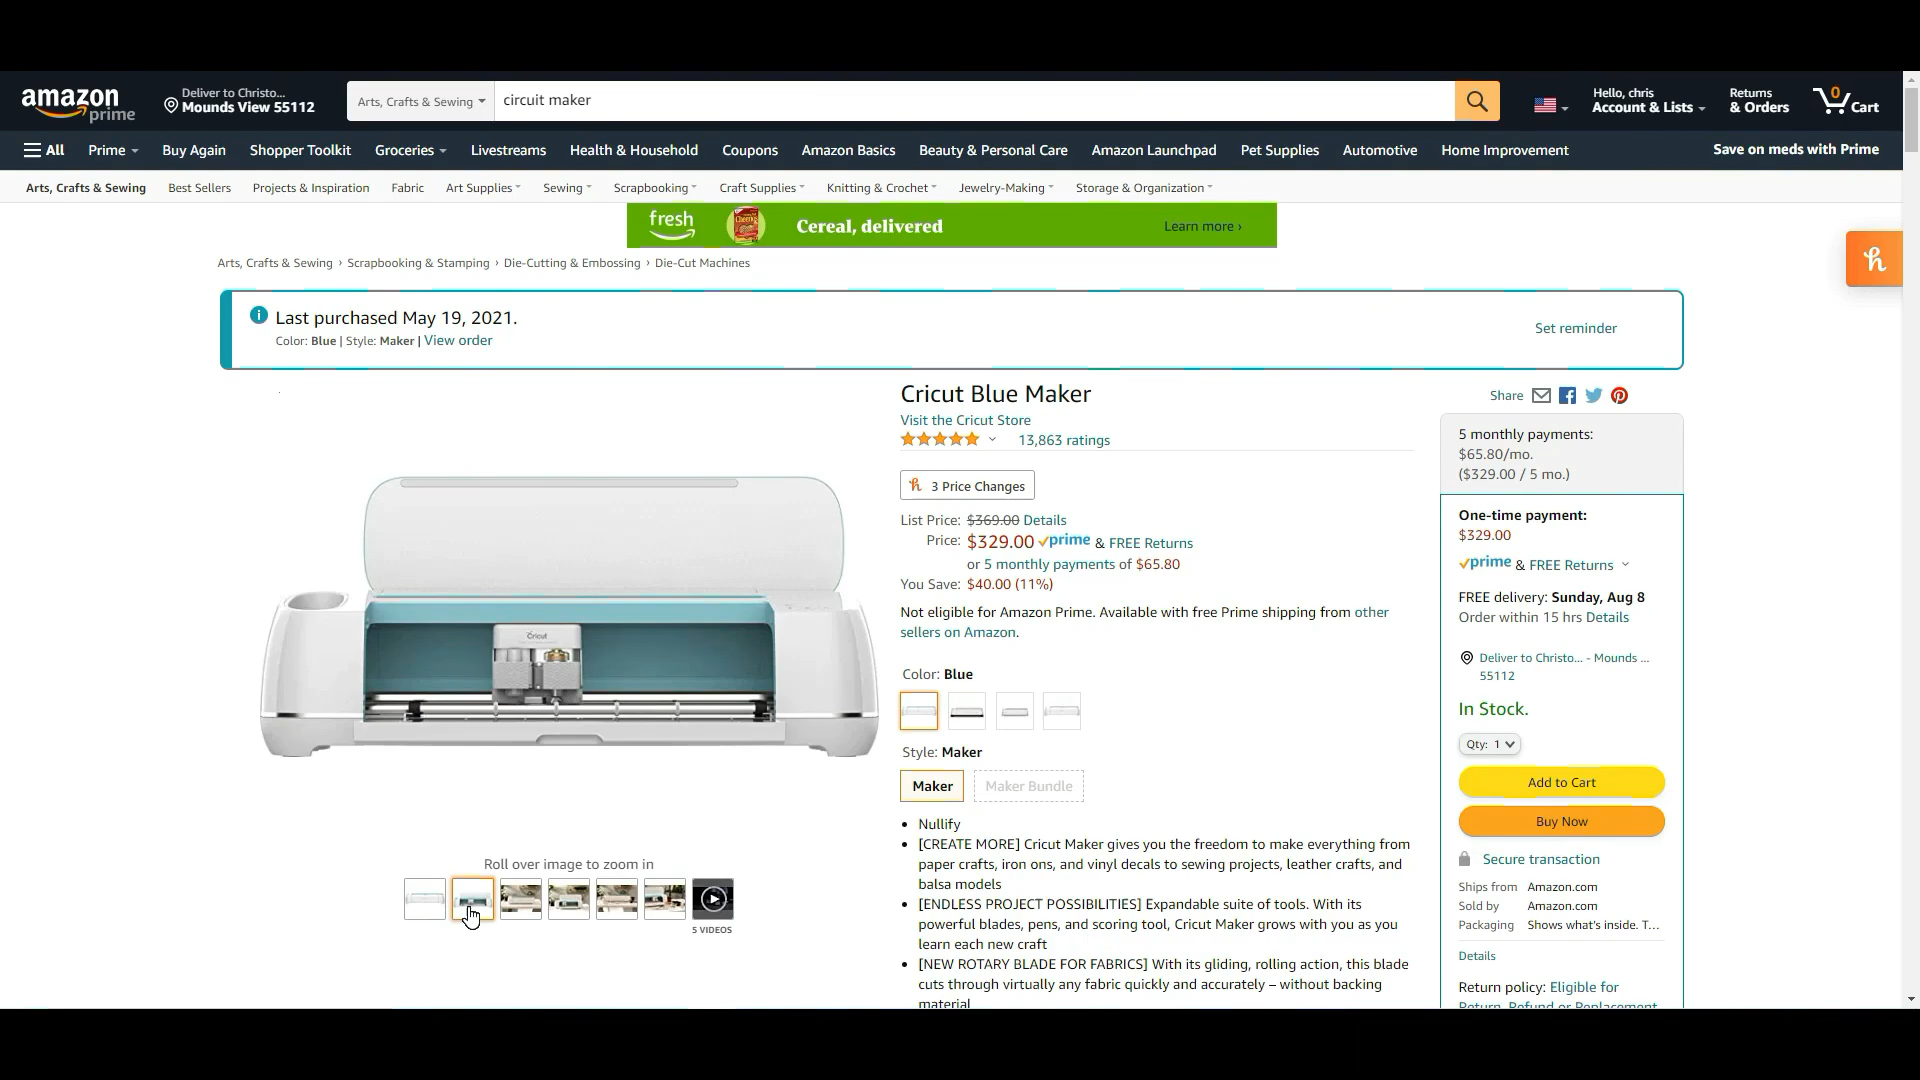 amazon
prime
Deliver to Christo...
Mounds View 55112
Arts, Crafts & Sewing
circuit maker
Hello, chris
Account & Lists
Returns
& Orders
0
Cart
All
Prime
Buy Again
Shopper Toolkit
Groceries
Livestreams
Health & Household
Coupons
Amazon Basics
Beauty & Personal Care
Amazon Launchpad
Pet Supplies
Automotive
Home Improvement
Save on meds with Prime
Arts, Crafts & Sewing
Best Sellers
Projects & Inspiration
Fabric
Art Supplies
Sewing
Scrapbooking
Craft Supplies
Knitting & Crochet
Jewelry-Making
Storage & Organization
fresh
Cheerios
Cereal, delivered
Learn more ›
h
Arts, Crafts & Sewing › Scrapbooking & Stamping › Die-Cutting & Embossing › Die-Cut Machines
Last purchased May 19, 2021.
Color: Blue | Style: Maker | View order
Set reminder
Cricut
Roll over image to zoom in
5 VIDEOS
Cricut Blue Maker
Visit the Cricut Store
13,863 ratings
h 3 Price Changes
List Price: $369.00 Details
Price: $329.00 prime & FREE Returns
or 5 monthly payments of $65.80
You Save: $40.00 (11%)
Not eligible for Amazon Prime. Available with free Prime shipping from other
sellers on Amazon.
Color: Blue
Style: Maker
Maker
Maker Bundle
• Nullify
• [CREATE MORE] Cricut Maker gives you the freedom to make everything from
paper crafts, iron ons, and vinyl decals to sewing projects, leather crafts, and
balsa models
• [ENDLESS PROJECT POSSIBILITIES] Expandable suite of tools. With its
powerful blades, pens, and scoring tool, Cricut Maker grows with you as you
learn each new craft
• [NEW ROTARY BLADE FOR FABRICS] With its gliding, rolling action, this blade
cuts through virtually any fabric quickly and accurately – without backing
material
Share
5 monthly payments:
$65.80/mo.
($329.00 / 5 mo.)
One-time payment:
$329.00
prime & FREE Returns
FREE delivery: Sunday, Aug 8
Order within 15 hrs Details
Deliver to Christo... - Mounds ...
55112
In Stock.
Qty: 1
Add to Cart
Buy Now
Secure transaction
Ships from Amazon.com
Sold by Amazon.com
Packaging Shows what's inside. T...
Details
Return policy: Eligible for
Return, Refund or Replacement